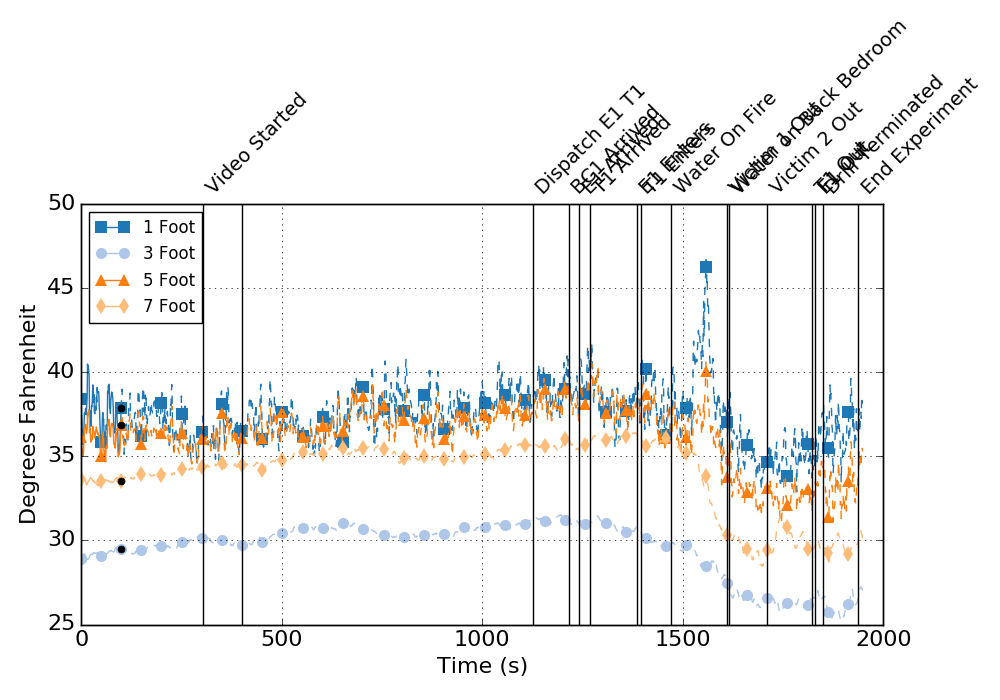 Video Started
Dispatch E1 T1
BC1 Arrived
E1 Arrived
T1 Arrived
E1 Enters
T1 Enters
Water On Fire
Victim 1 Out
Water on Back Bedroom
Victim 2 Out
T1 Out
E1 Out
Drill Terminated
End Experiment
50
45
40
35
30
25
1 Foot
3 Foot
5 Foot
7 Foot
Degrees Fahrenheit
0
500
1000
1500
2000
Time (s)